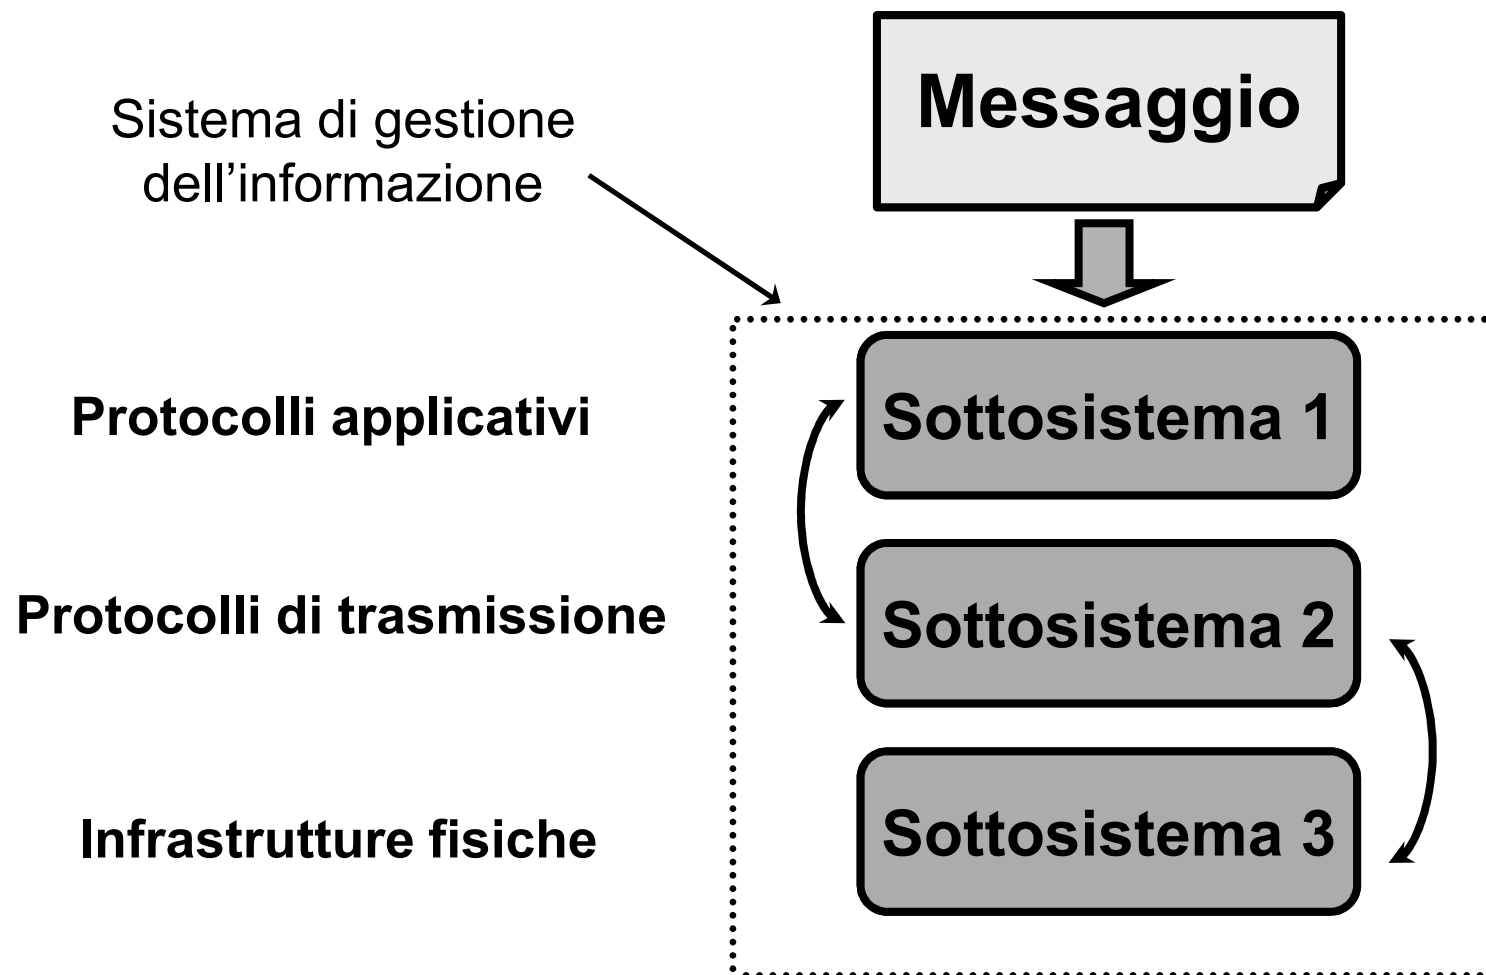 Messaggio
Sistema di gestione
dell’informazione
Protocolli applicativi
Sottosistema 1
Protocolli di trasmissione
Sottosistema 2
Infrastrutture fisiche
Sottosistema 3